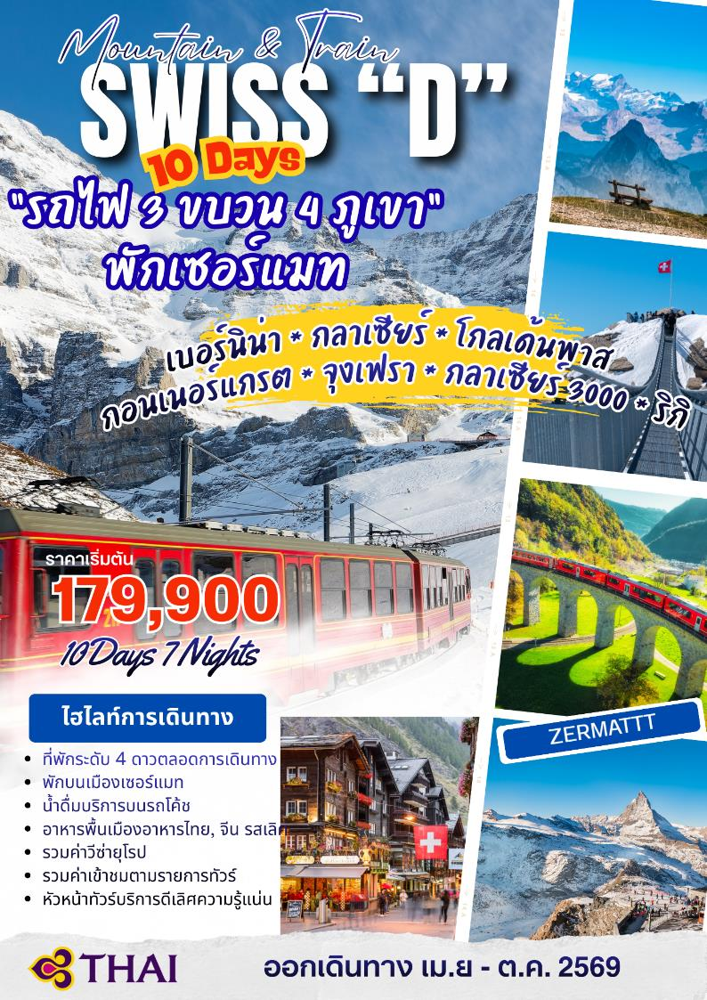 Mountain & Train
SWISS “D”
10 Days
"รถไฟ 3 ขบวน 4 ภูเขา"
พักเซอร์แมท
เบอร์นิน่า * กลาเซียร์ * โกลเด้นพาส
กอนเนอร์แกรต * จุงเฟรา * กลาเซียร์ 3000 * ริกิ
ราคาเริ่มต้น
179,900
10 Days 7 Nights
ไฮไลท์การเดินทาง
• ที่พักระดับ 4 ดาวตลอดการเดินทาง
• พักบนเมืองเซอร์แมท
• น้ำดื่มบริการบนรถโค้ช
• อาหารพื้นเมืองอาหารไทย, จีน
• รวมค่าวีซ่ายุโรป
• รวมค่าเข้าชมตามรายการทัวร์
• หัวหน้าทัวร์บริการดีเลิศความรู้แน่น
ZERMATTT
THAI
ออกเดินทาง เม.ย - ต.ค. 2569